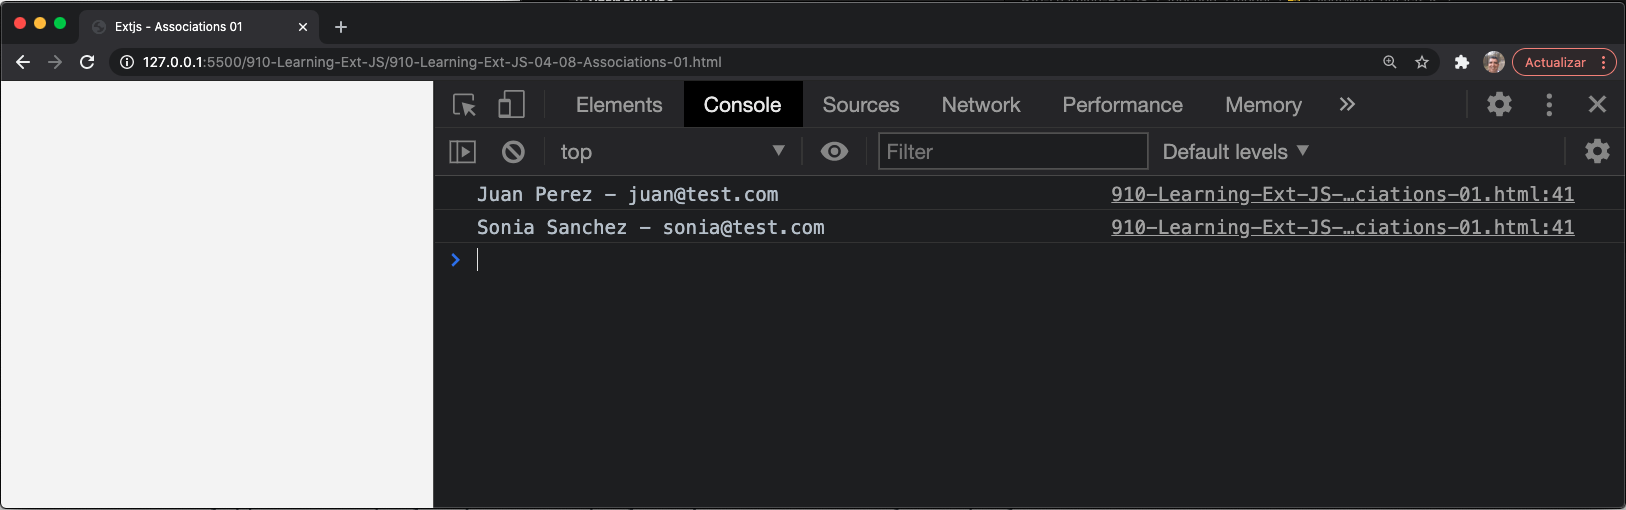 Extjs - Associations 01
127.0.0.1:5500/910-Learning-Ext-JS/910-Learning-Ext-JS-04-08-Associations-01.html
Actualizar
Elements Console Sources Network Performance Memory
top Filter Default levels
Juan Perez - juan@test.com 910-Learning-Ext-JS-…ciations-01.html:41
Sonia Sanchez - sonia@test.com 910-Learning-Ext-JS-…ciations-01.html:41